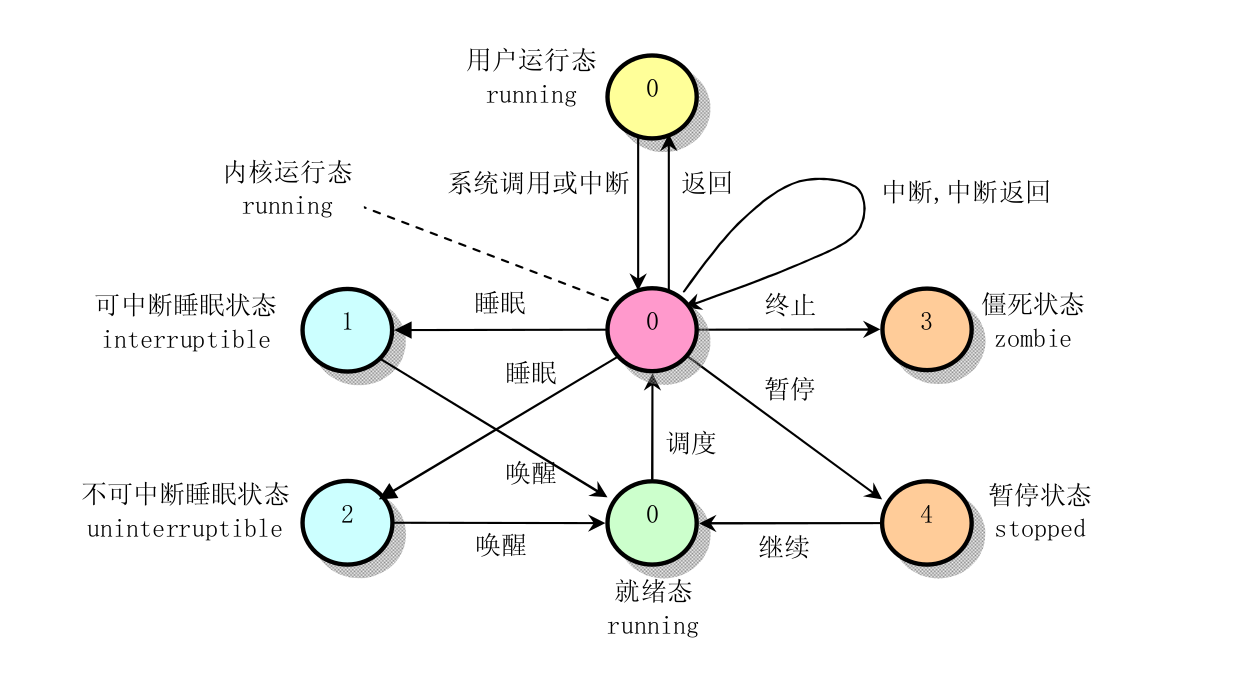 用户运行态
running
0
内核运行态
running
系统调用或中断
返回
中断,中断返回
可中断睡眠状态
interruptible
1
睡眠
0
终止
3
僵死状态
zombie
睡眠
暂停
调度
唤醒
不可中断睡眠状态
uninterruptible
2
唤醒
0
就绪态
running
继续
4
暂停状态
stopped